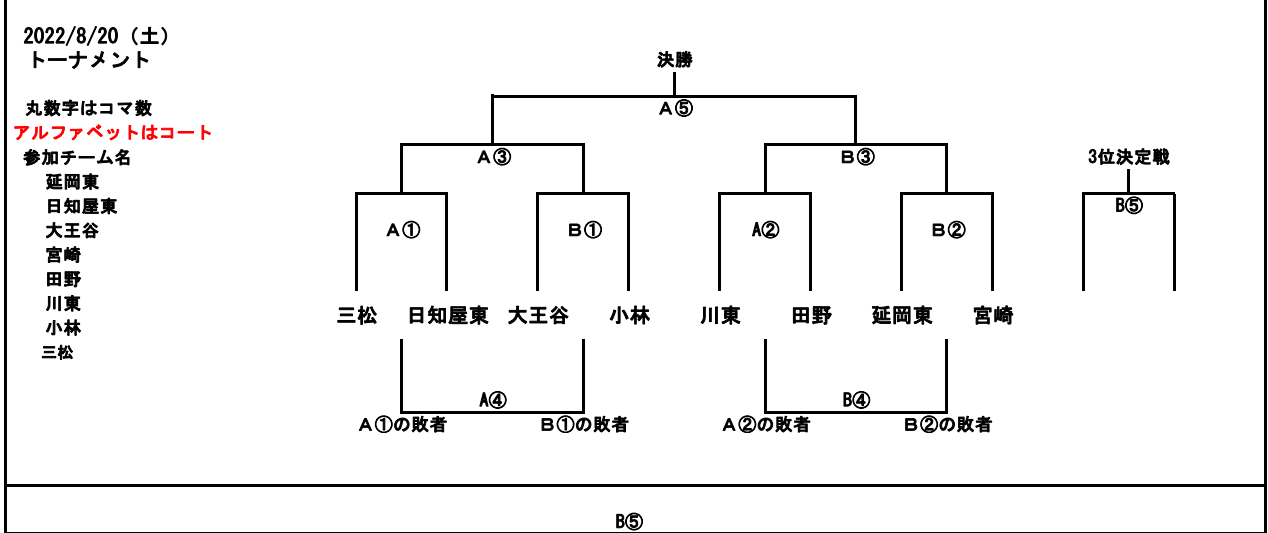 2022/8/20（土）
トーナメント
丸数字はコマ数
アルファベットはコート
参加チーム名
延岡東
日知屋東
大王谷
宮崎
田野
川東
小林
三松
決勝
A⑤
A③ B③
3位決定戦
B⑤
A① B① A② B②
三松 日知屋東 大王谷 小林 川東 田野 延岡東 宮崎
A④ B④
A①の敗者 B①の敗者 A②の敗者 B②の敗者
B⑤